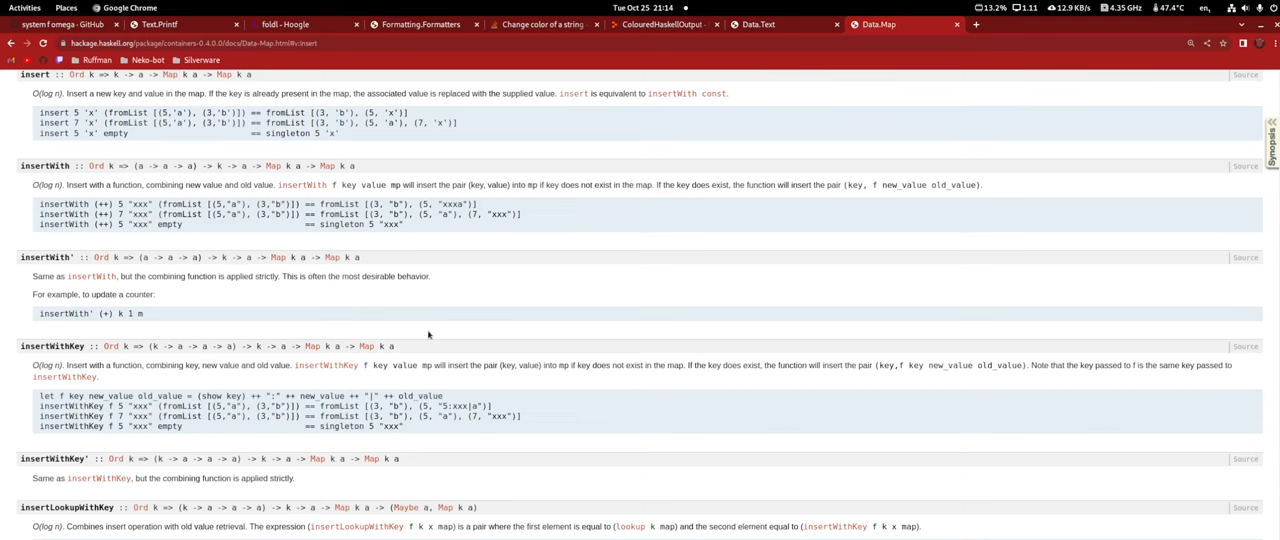 Activities Places Google Chrome Tue Oct 25 21:14 13.2% 1.11 12.9 KB/s 4.35 GHz 47.4°C en
system f omega · GitHub Text.Printf foldl - Hoogle Formatting.Formatters Change color of a string ColouredHaskellOutput - Data.Text Data.Map
hackage.haskell.org/package/containers-0.4.0.0/docs/Data-Map.html#v:insert
Ruffman Neko-bot Silverware
insert :: Ord k => k -> a -> Map k a -> Map k a Source
O(log n). Insert a new key and value in the map. If the key is already present in the map, the associated value is replaced with the supplied value. insert is equivalent to insertWith const.
insert 5 'x' (fromList [(5,'a'), (3,'b')]) == fromList [(3, 'b'), (5, 'x')]
insert 7 'x' (fromList [(5,'a'), (3,'b')]) == fromList [(3, 'b'), (5, 'a'), (7, 'x')]
insert 5 'x' empty == singleton 5 'x'
Synopsis
insertWith :: Ord k => (a -> a -> a) -> k -> a -> Map k a -> Map k a Source
O(log n). Insert with a function, combining new value and old value. insertWith f key value mp will insert the pair (key, value) into mp if key does not exist in the map. If the key does exist, the function will insert the pair (key, f new_value old_value).
insertWith (++) 5 "xxx" (fromList [(5,"a"), (3,"b")]) == fromList [(3, "b"), (5, "xxxa")]
insertWith (++) 7 "xxx" (fromList [(5,"a"), (3,"b")]) == fromList [(3, "b"), (5, "a"), (7, "xxx")]
insertWith (++) 5 "xxx" empty == singleton 5 "xxx"
insertWith' :: Ord k => (a -> a -> a) -> k -> a -> Map k a -> Map k a Source
Same as insertWith, but the combining function is applied strictly. This is often the most desirable behavior.
For example, to update a counter:
insertWith' (+) k 1 m
insertWithKey :: Ord k => (k -> a -> a -> a) -> k -> a -> Map k a -> Map k a Source
O(log n). Insert with a function, combining key, new value and old value. insertWithKey f key value mp will insert the pair (key, value) into mp if key does not exist in the map. If the key does exist, the function will insert the pair (key,f key new_value old_value). Note that the key passed to f is the same key passed to
insertWithKey.
let f key new_value old_value = (show key) ++ ":" ++ new_value ++ "|" ++ old_value
insertWithKey f 5 "xxx" (fromList [(5,"a"), (3,"b")]) == fromList [(3, "b"), (5, "5:xxx|a")]
insertWithKey f 7 "xxx" (fromList [(5,"a"), (3,"b")]) == fromList [(3, "b"), (5, "a"), (7, "xxx")]
insertWithKey f 5 "xxx" empty == singleton 5 "xxx"
insertWithKey' :: Ord k => (k -> a -> a -> a) -> k -> a -> Map k a -> Map k a Source
Same as insertWithKey, but the combining function is applied strictly.
insertLookupWithKey :: Ord k => (k -> a -> a -> a) -> k -> a -> Map k a -> (Maybe a, Map k a) Source
O(log n). Combines insert operation with old value retrieval. The expression (insertLookupWithKey f k x map) is a pair where the first element is equal to (lookup k map) and the second element equal to (insertWithKey f k x map).